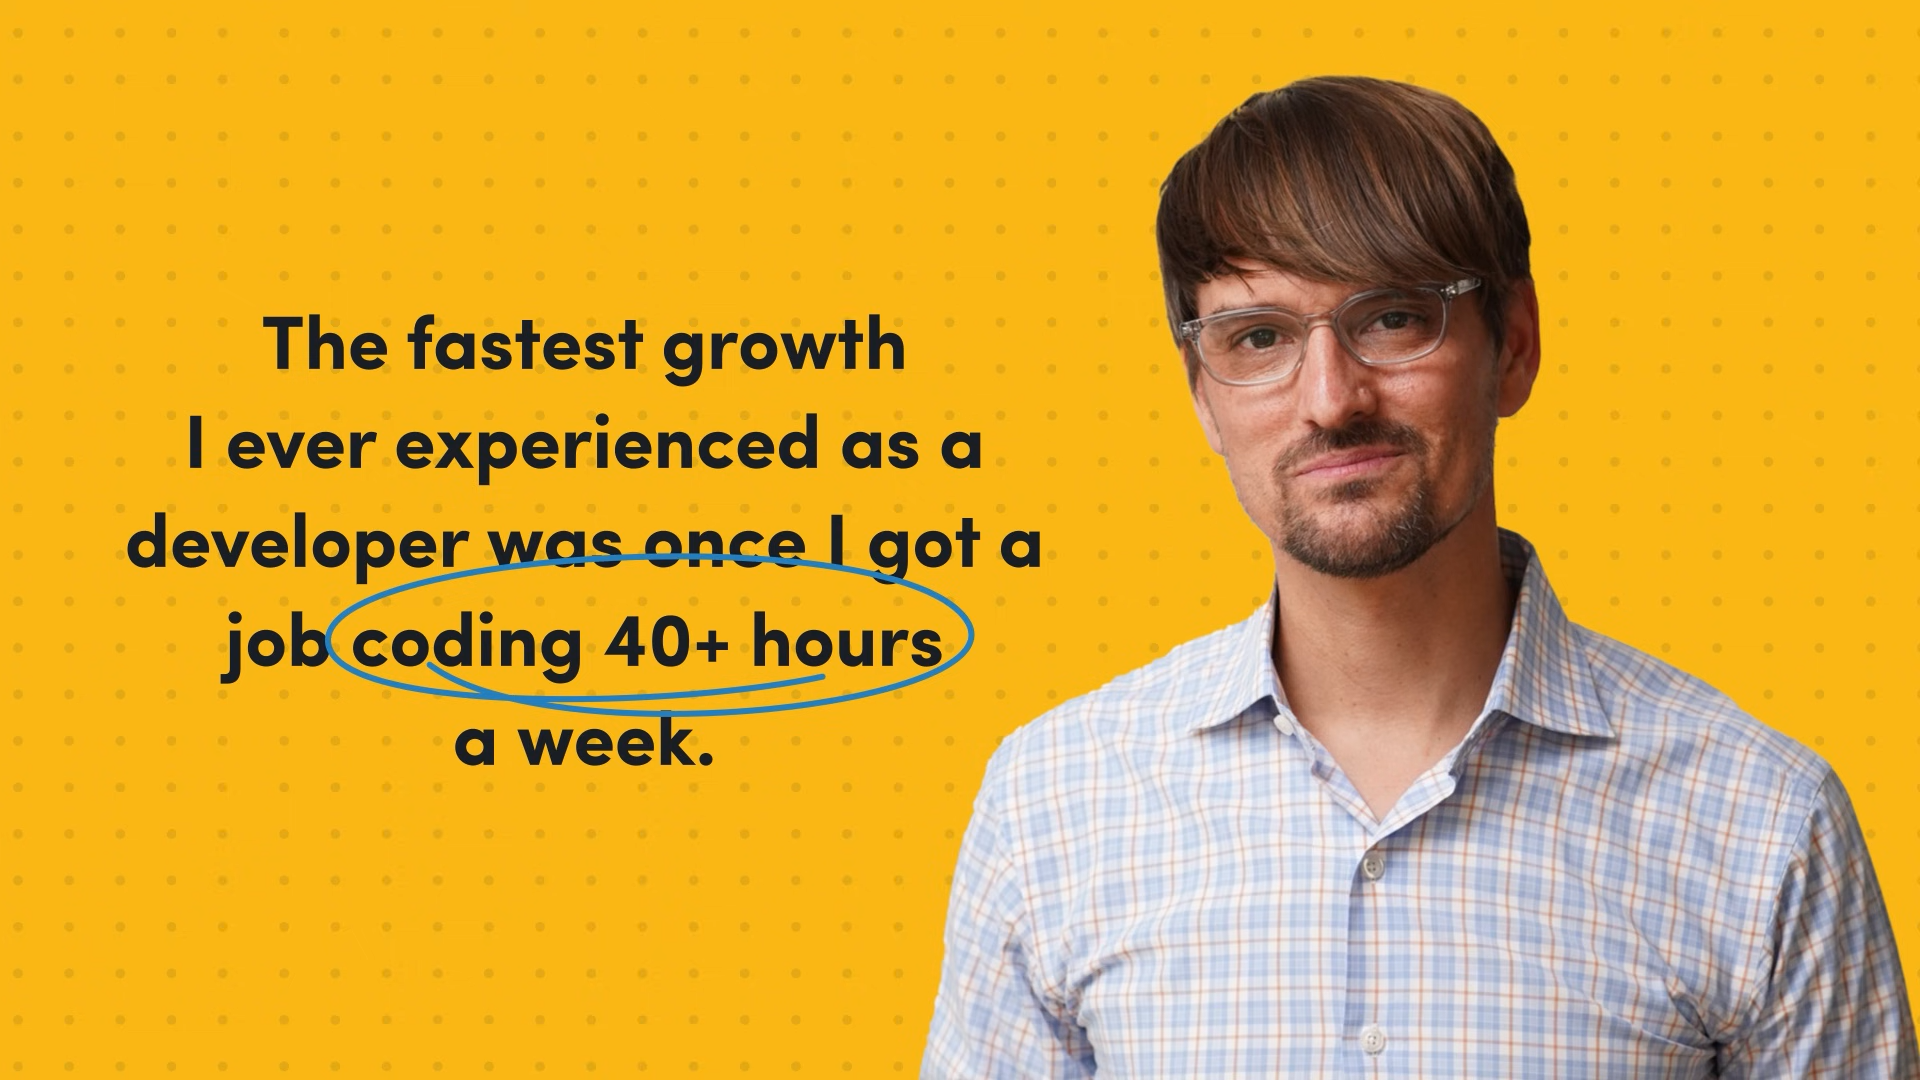 The fastest growth
I ever experienced as a
developer was once I got a
job coding 40+ hours
a week.